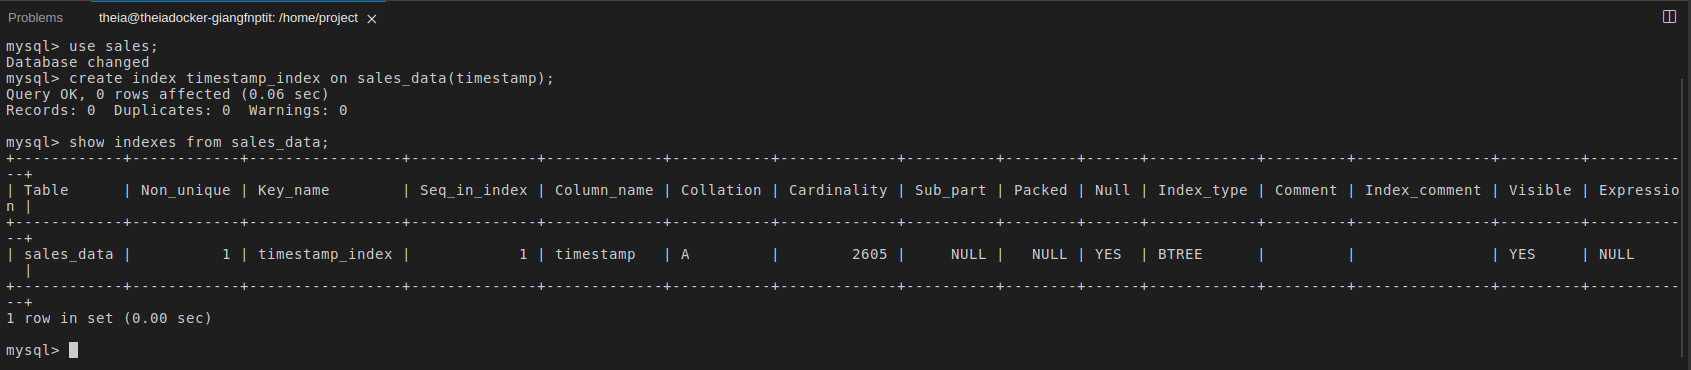 Problems theia@theiadocker-giangfnptit: /home/project ×
mysql> use sales;
Database changed
mysql> create index timestamp_index on sales_data(timestamp);
Query OK, 0 rows affected (0.06 sec)
Records: 0  Duplicates: 0  Warnings: 0
mysql> show indexes from sales_data;
+------------+------------+-----------------+--------------+-------------+-----------+-------------+----------+--------+------+------------+---------+---------------+---------+----------
--+
| Table      | Non_unique | Key_name        | Seq_in_index | Column_name | Collation | Cardinality | Sub_part | Packed | Null | Index_type | Comment | Index_comment | Visible | Expressio
n |
+------------+------------+-----------------+--------------+-------------+-----------+-------------+----------+--------+------+------------+---------+---------------+---------+----------
--+
| sales_data |          1 | timestamp_index |            1 | timestamp   | A         |        2605 |     NULL |   NULL | YES  | BTREE      |         |               | YES     | NULL
  |
+------------+------------+-----------------+--------------+-------------+-----------+-------------+----------+--------+------+------------+---------+---------------+---------+----------
--+
1 row in set (0.00 sec)
mysql>